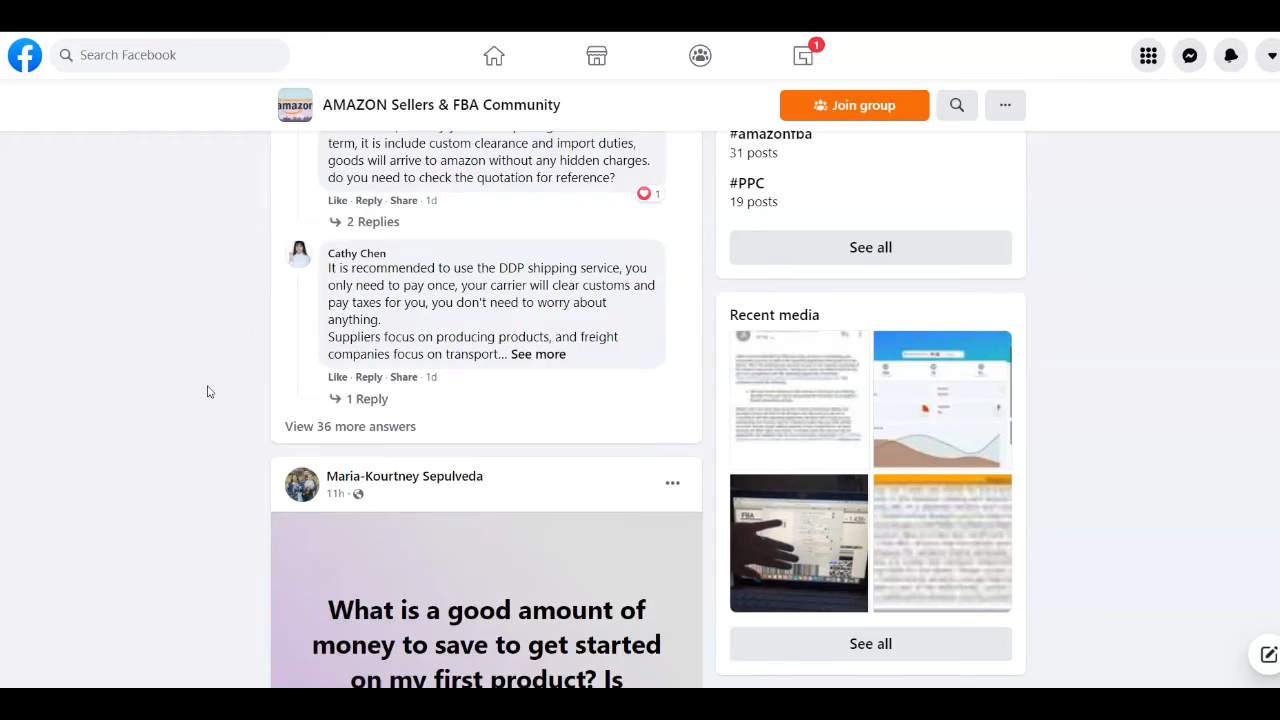 Search Facebook
1
amazon
AMAZON Sellers & FBA Community
Join group
term, it is include custom clearance and import duties,
goods will arrive to amazon without any hidden charges.
do you need to check the quotation for reference?
1
Like · Reply · Share · 1d
2 Replies
Cathy Chen
It is recommended to use the DDP shipping service, you
only need to pay once, your carrier will clear customs and
pay taxes for you, you don't need to worry about
anything.
Suppliers focus on producing products, and freight
companies focus on transport... See more
Like · Reply · Share · 1d
1 Reply
View 36 more answers
Maria-Kourtney Sepulveda
11h ·
What is a good amount of
money to save to get started
on my first product? Is
#amazonfba
31 posts
#PPC
19 posts
See all
Recent media
FBA
See all